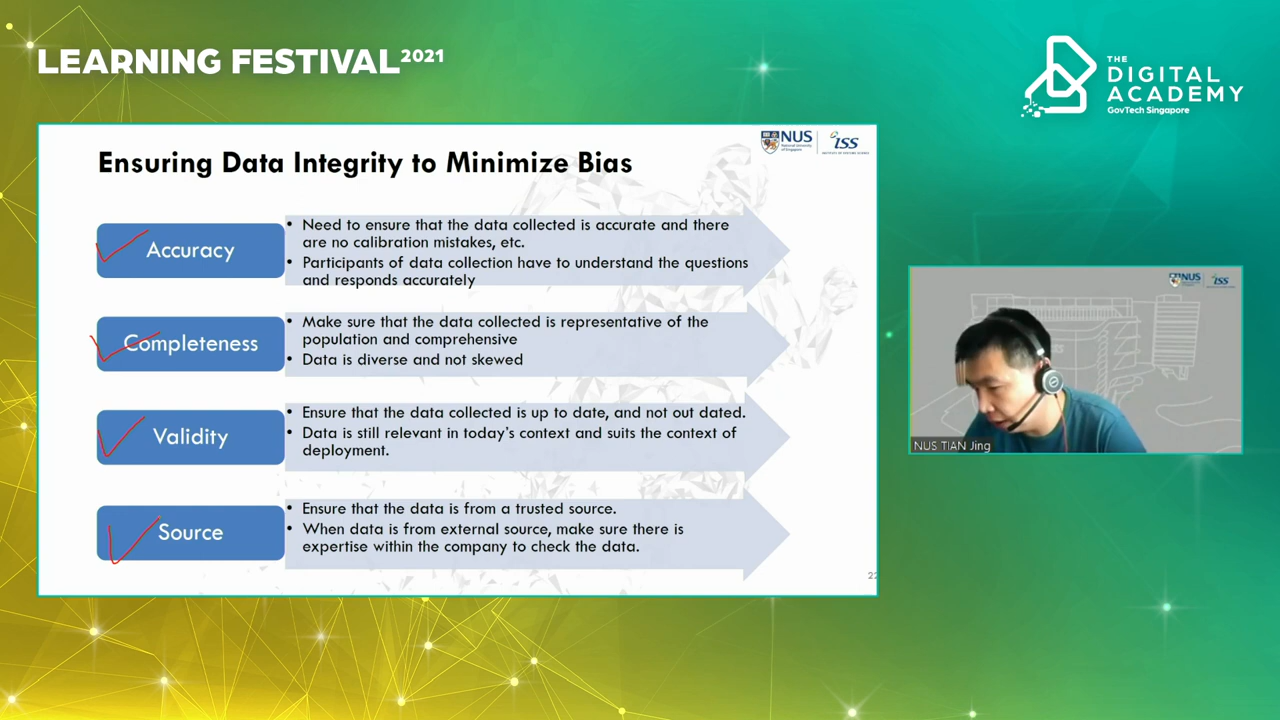 LEARNING FESTIVAL 2021
THE
DIGITAL
ACADEMY
GovTech Singapore
NUS
National University
of Singapore
ISS
Ensuring Data Integrity to Minimize Bias
Accuracy
• Need to ensure that the data collected is accurate and there
are no calibration mistakes, etc.
• Participants of data collection have to understand the questions
and responds accurately
Completeness
• Make sure that the data collected is representative of the
population and comprehensive
• Data is diverse and not skewed
Validity
• Ensure that the data collected is up to date, and not out dated.
• Data is still relevant in today's context and suits the context of
deployment.
Source
• Ensure that the data is from a trusted source.
• When data is from external source, make sure there is
expertise within the company to check the data.
NUS
ISS
NUS TIAN Jing